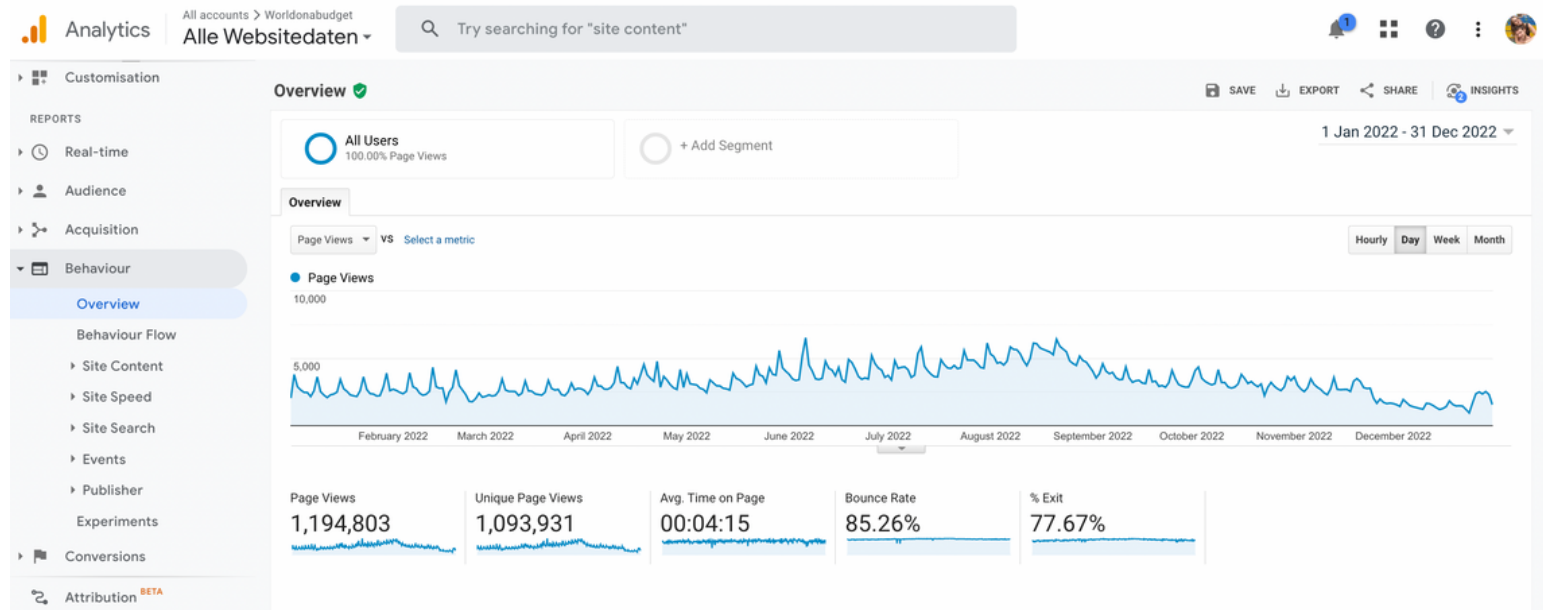 Analytics
All accounts > Worldonabudget
Alle Websitedaten
Try searching for "site content"
1
Customisation
REPORTS
Real-time
Audience
Acquisition
Behaviour
Overview
Behaviour Flow
Site Content
Site Speed
Site Search
Events
Publisher
Experiments
Conversions
Attribution BETA
Overview
SAVE
EXPORT
SHARE
2
INSIGHTS
All Users
100.00% Page Views
+ Add Segment
1 Jan 2022 - 31 Dec 2022
Overview
Page Views VS Select a metric
Hourly Day Week Month
Page Views
10,000
5,000
February 2022 March 2022 April 2022 May 2022 June 2022 July 2022 August 2022 September 2022 October 2022 November 2022 December 2022
Page Views
1,194,803
Unique Page Views
1,093,931
Avg. Time on Page
00:04:15
Bounce Rate
85.26%
% Exit
77.67%